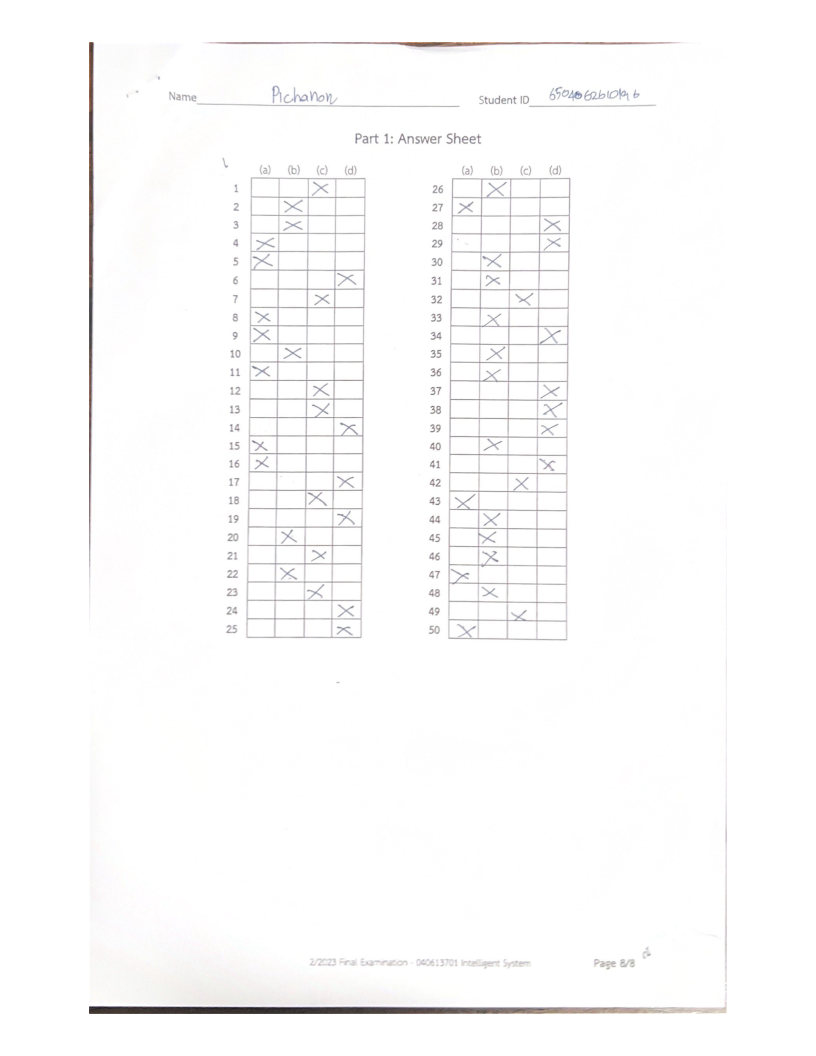 Name Pichanon Student ID
Part 1: Answer Sheet
(a) (b) (c) (d) (a) (b) (c) (d)
1 X 26 X
2 X 27 X
3 X 28 X
4 X 29 X
5 X 30 X
6 X 31 X
7 X 32 X
8 X 33 X
9 X 34 X
10 X 35 X
11 X 36 X
12 X 37 X
13 X 38 X
14 X 39 X
15 X 40 X
16 X 41 X
17 X 42 X
18 X 43 X
19 X 44 X
20 X 45 X
21 X 46 X
22 X 47 X
23 X 48 X
24 X 49 X
25 X 50 X
2/2023 Final Examination - 040613701 Intelligent System Page 8/8